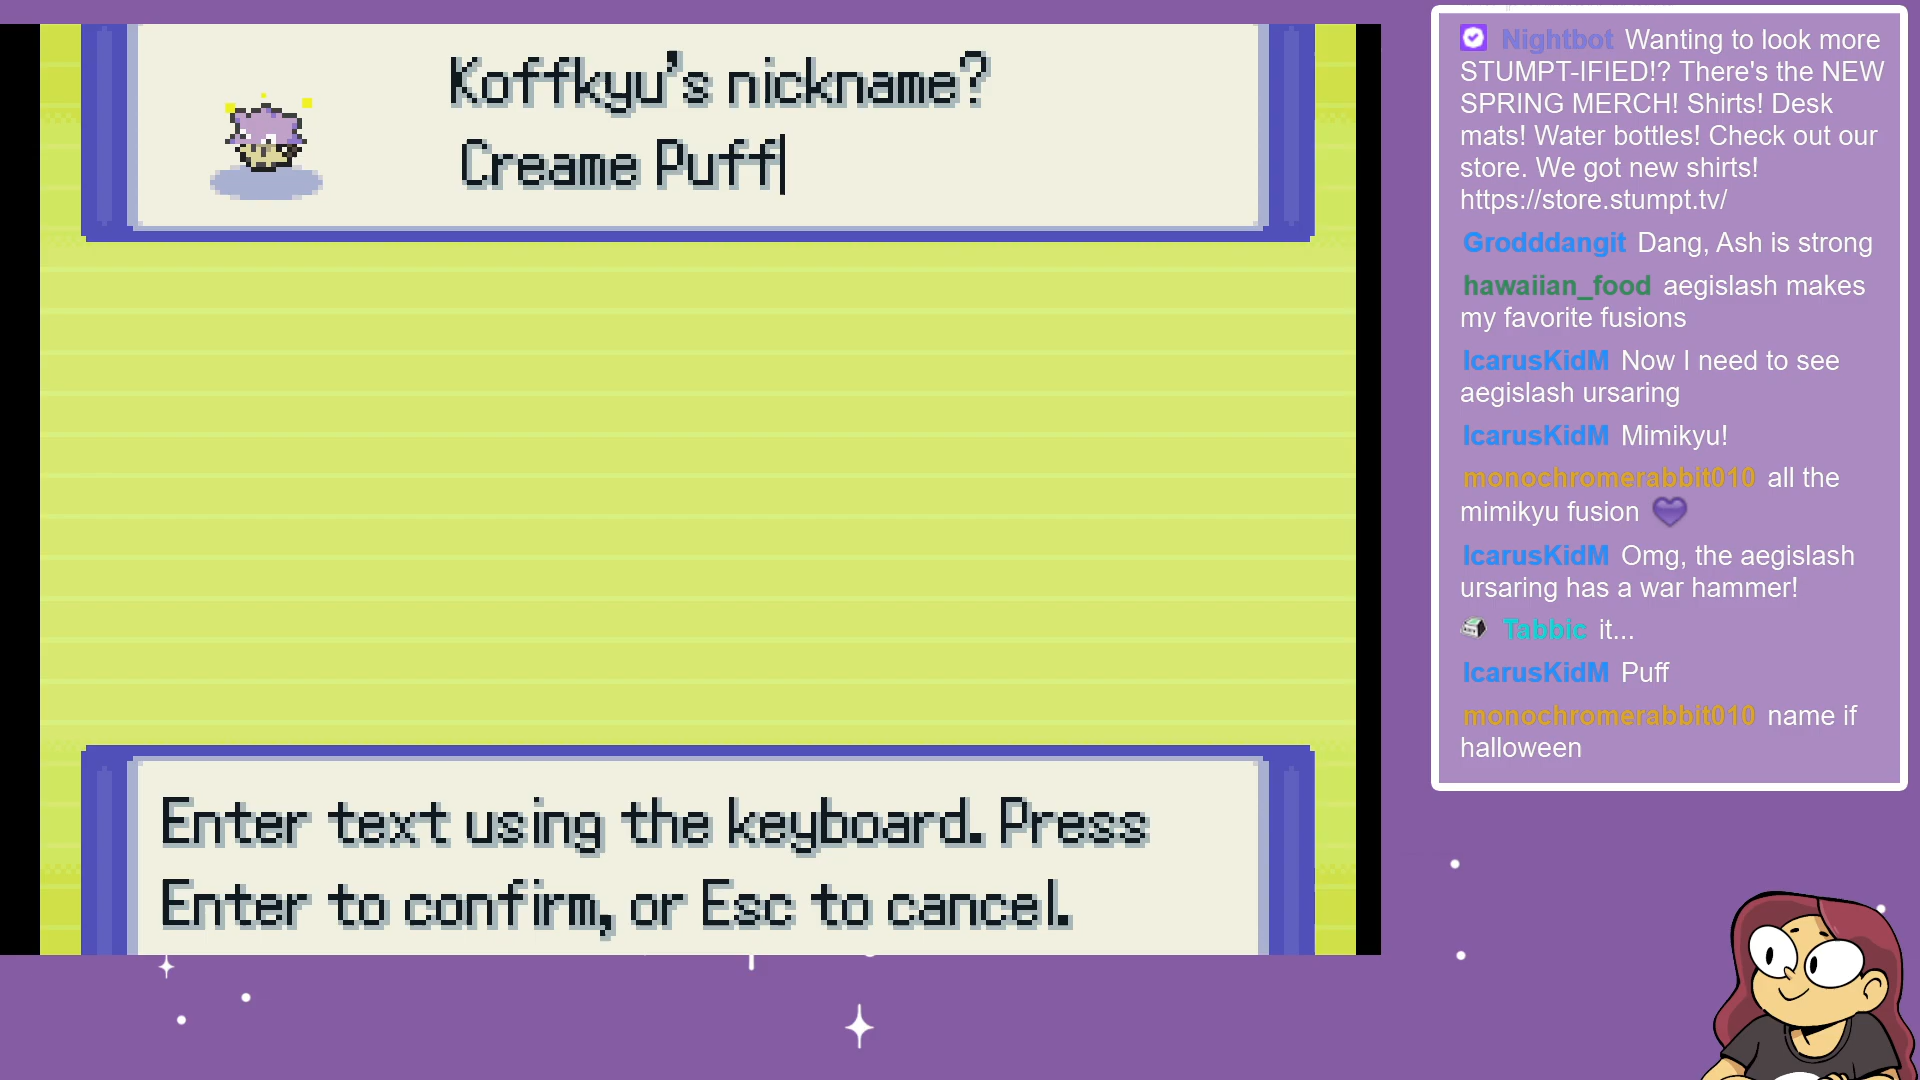 Koffkyu's nickname?
Creame Puff
Enter text using the keyboard. Press
Enter to confirm, or Esc to cancel.
Nightbot Wanting to look more
STUMPT-IFIED!? There's the NEW
SPRING MERCH! Shirts! Desk
mats! Water bottles! Check out our
store. We got new shirts!
https://store.stumpt.tv/
Grodddangit Dang, Ash is strong
hawaiian_food aegislash makes
my favorite fusions
IcarusKidM Now I need to see
aegislash ursaring
IcarusKidM Mimikyu!
monochromerabbit010 all the
mimikyu fusion
IcarusKidM Omg, the aegislash
ursaring has a war hammer!
Tabbic it...
IcarusKidM Puff
monochromerabbit010 name if
halloween